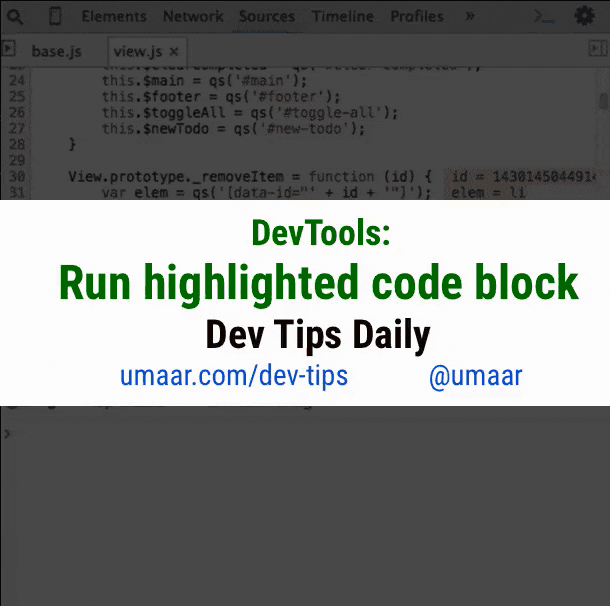 Elements Network Sources Timeline Profiles »
base.js view.js ×
24 this.$main = qs('#main');
25 this.$footer = qs('#footer');
26 this.$toggleAll = qs('#toggle-all');
27 this.$newTodo = qs('#new-todo');
28 }
29
30 View.prototype._removeItem = function (id) { id = 1430145044914
31 var elem = qs('[data-id="' + id + '"]'); elem = li
DevTools:
Run highlighted code block
Dev Tips Daily
umaar.com/dev-tips @umaar